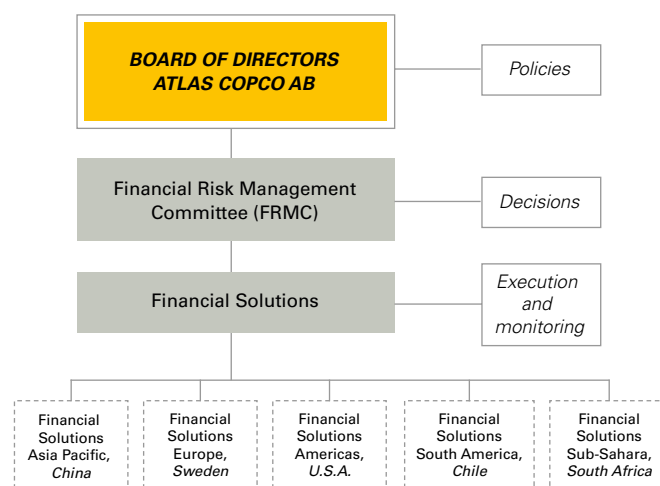 BOARD OF DIRECTORS
ATLAS COPCO AB
Policies
Financial Risk Management
Committee (FRMC)
Decisions
Financial Solutions
Execution
and
monitoring
Financial
Solutions
Asia Pacific,
China
Financial
Solutions
Europe,
Sweden
Financial
Solutions
Americas,
U.S.A.
Financial
Solutions
South America,
Chile
Financial
Solutions
Sub-Sahara,
South Africa